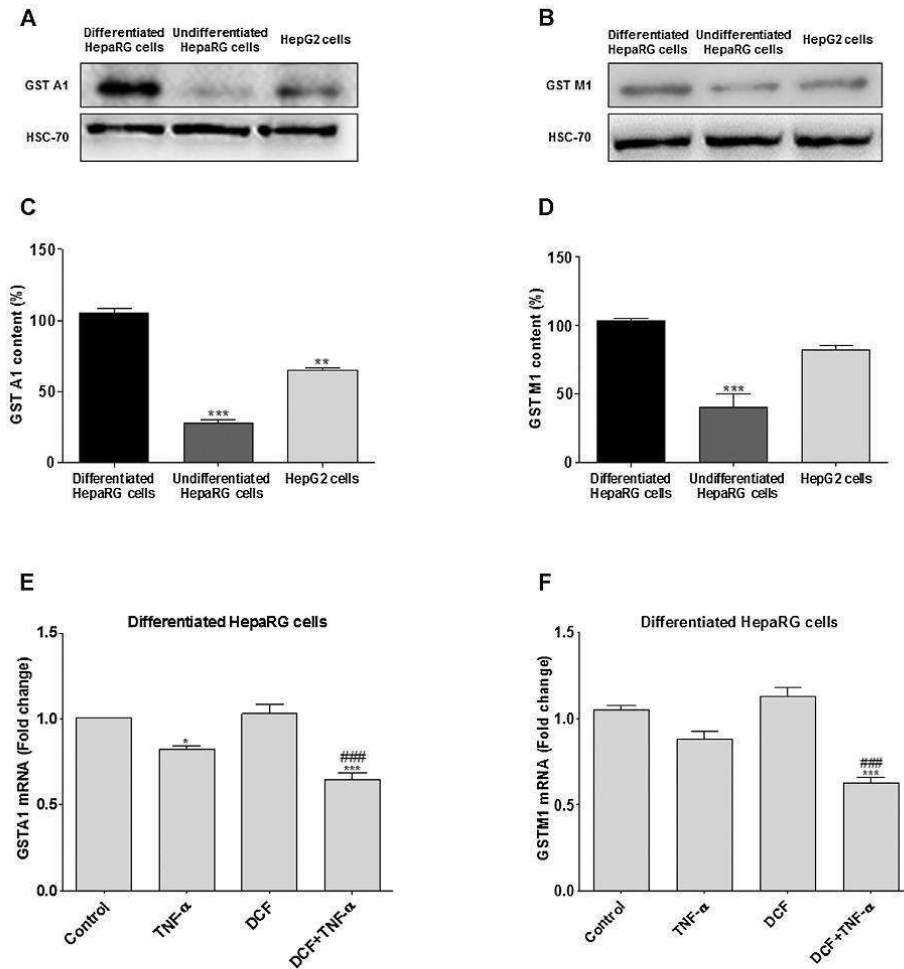 A
Differentiated HepaRG cells
Undifferentiated HepaRG cells
HepG2 cells
GST A1
HSC-70
B
Differentiated HepaRG cells
Undifferentiated HepaRG cells
HepG2 cells
GST M1
HSC-70
C
GST A1 content (%)
150
100
50
0
***
**
Differentiated HepaRG cells
Undifferentiated HepaRG cells
HepG2 cells
D
GST M1 content (%)
150
100
50
0
***
Differentiated HepaRG cells
Undifferentiated HepaRG cells
HepG2 cells
E
Differentiated HepaRG cells
GSTA1 mRNA (Fold change)
1.5
1.0
0.5
0.0
*
###
***
Control
TNF-α
DCF
DCF+TNF-α
F
Differentiated HepaRG cells
GSTM1 mRNA (Fold change)
1.5
1.0
0.5
0.0
###
***
Control
TNF-α
DCF
DCF+TNF-α